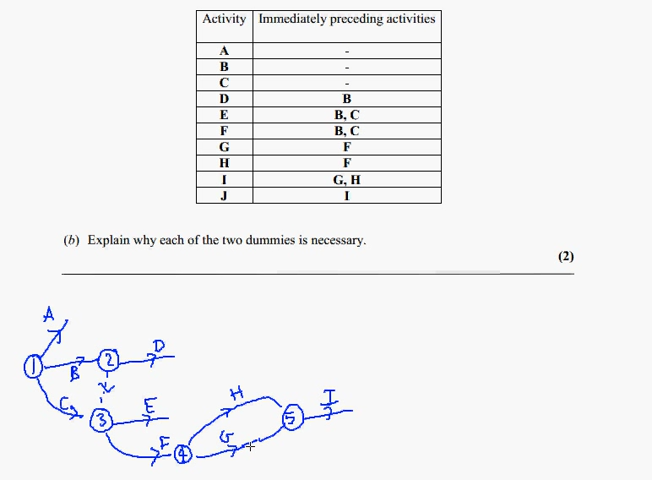 Activity Immediately preceding activities
A -
B -
C -
D B
E B, C
F B, C
G F
H F
I G, H
J I
(b) Explain why each of the two dummies is necessary.
(2)
A
1 B 2 D
C 3 E
F 4
H
G 5 I